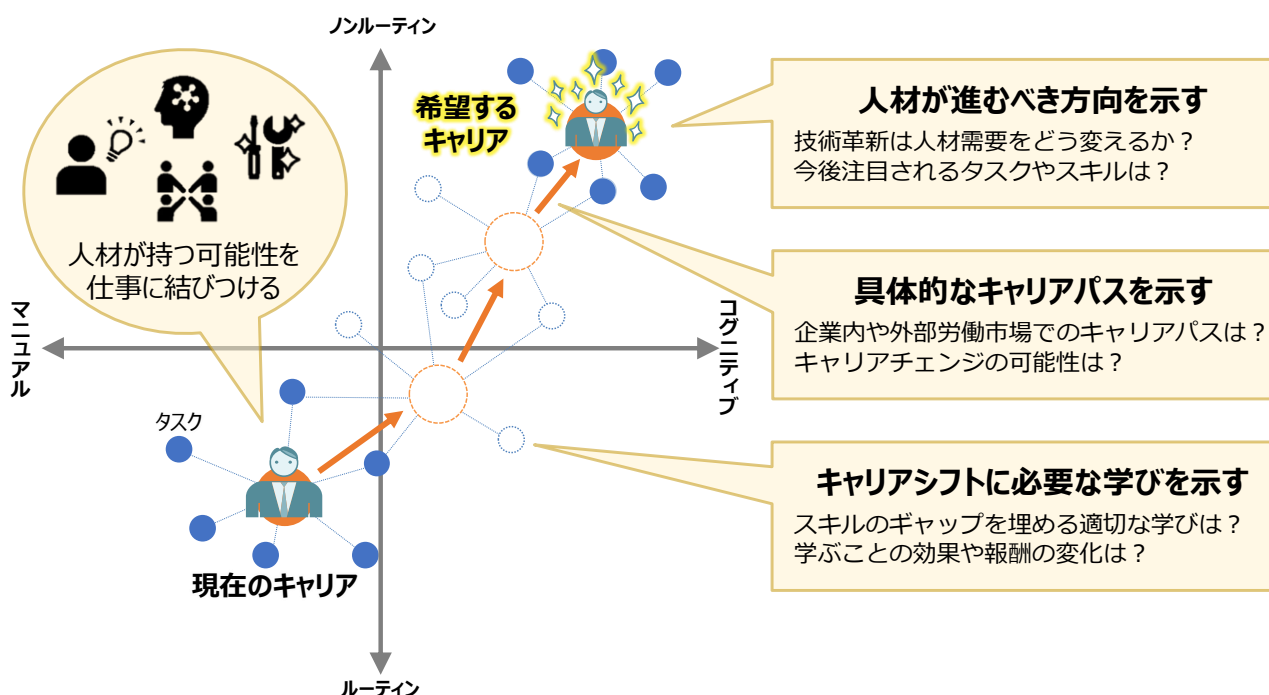 ノンルーティン
人材が持つ可能性を
仕事に結びつける
希望する
キャリア
人材が進むべき方向を示す
技術革新は人材需要をどう変えるか？
今後注目されるタスクやスキルは？
マニュアル
コグニティブ
具体的なキャリアパスを示す
企業内や外部労働市場でのキャリアパスは？
キャリアチェンジの可能性は？
タスク
現在のキャリア
キャリアシフトに必要な学びを示す
スキルのギャップを埋める適切な学びは？
学ぶことの効果や報酬の変化は？
ルーティン